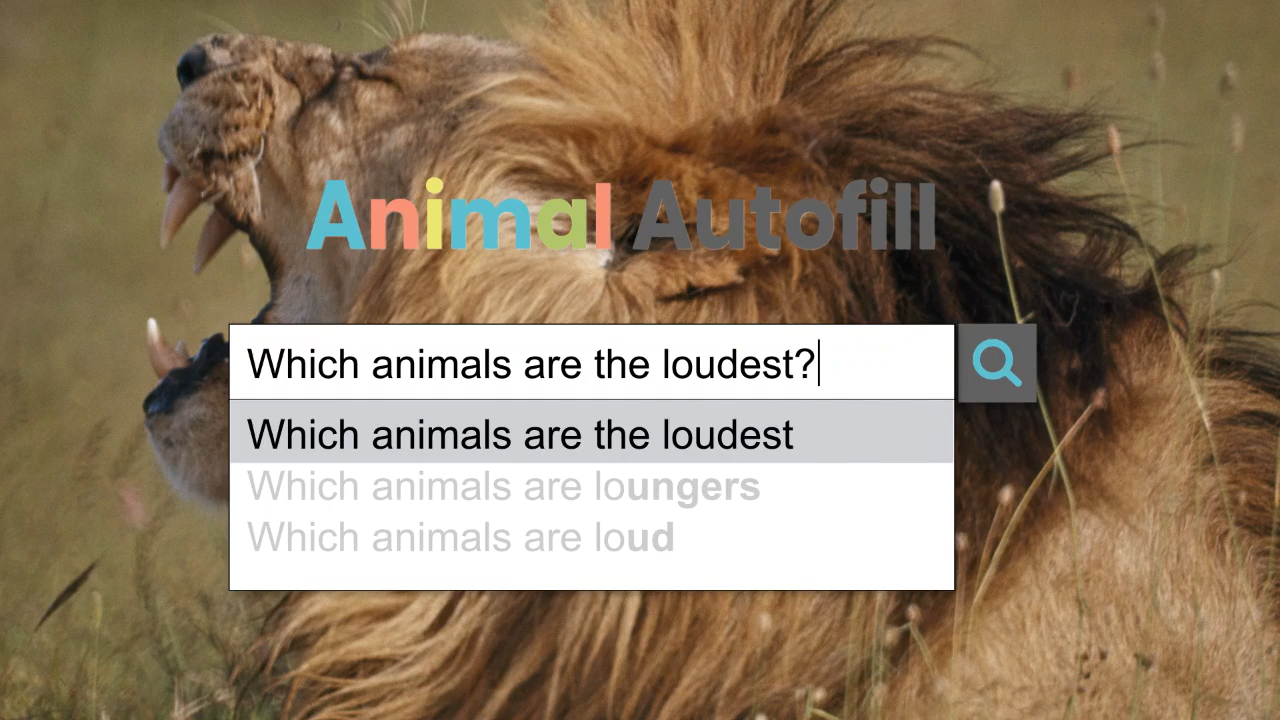 Animal Autofill
Which animals are the loudest?
Which animals are the loudest
Which animals are loungers
Which animals are loud